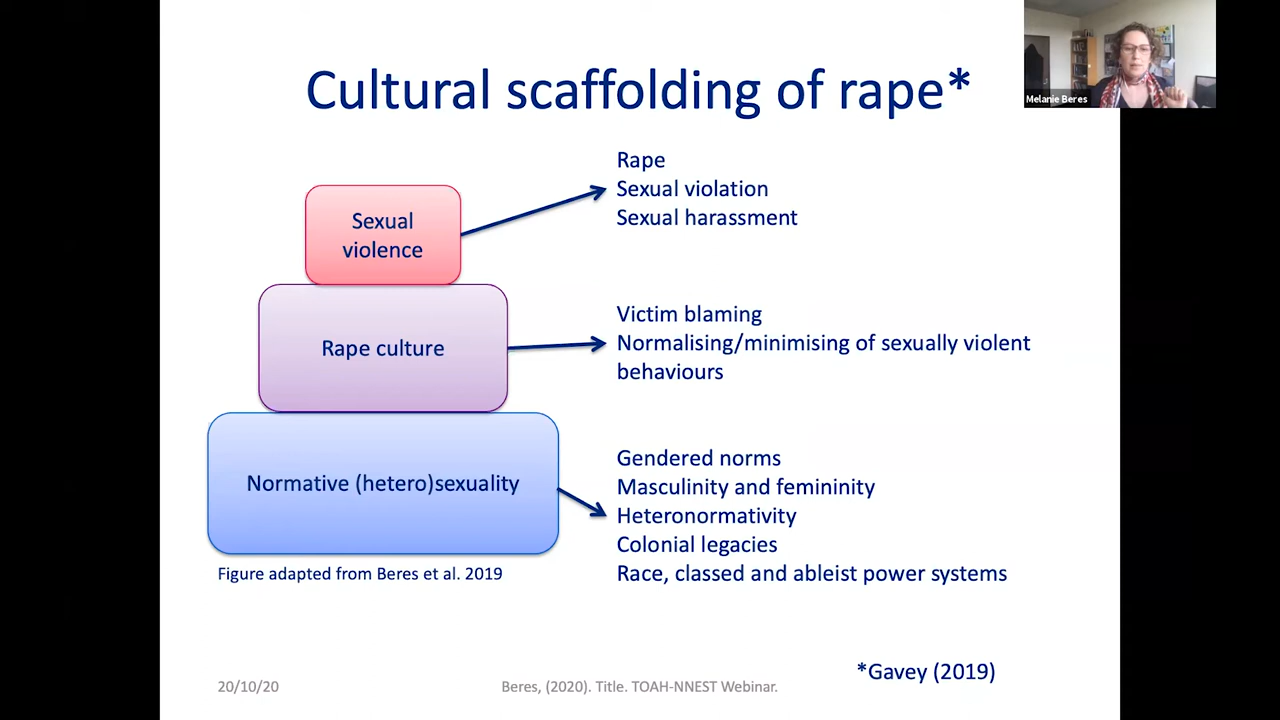 Cultural scaffolding of rape*
Melanie Beres
Sexual
violence
Rape
Sexual violation
Sexual harassment
Rape culture
Victim blaming
Normalising/minimising of sexually violent
behaviours
Normative (hetero)sexuality
Gendered norms
Masculinity and femininity
Heteronormativity
Colonial legacies
Race, classed and ableist power systems
Figure adapted from Beres et al. 2019
*Gavey (2019)
20/10/20
Beres, (2020). Title. TOAH-NNEST Webinar.